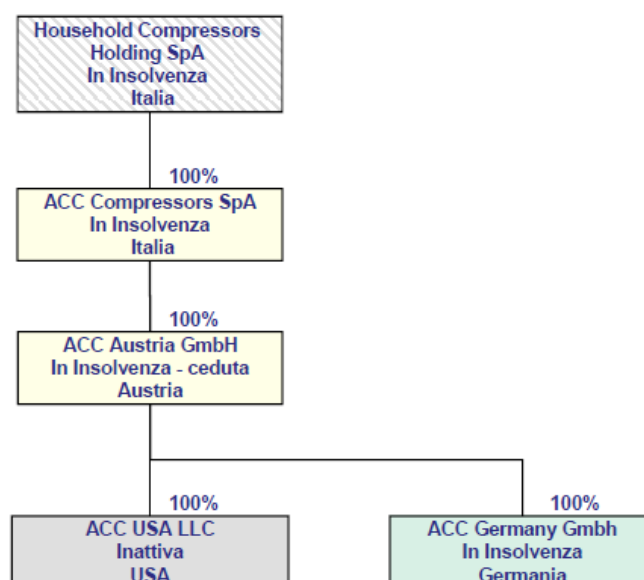 Household Compressors
Holding SpA
In Insolvenza
Italia
100%
ACC Compressors SpA
In Insolvenza
Italia
100%
ACC Austria GmbH
In Insolvenza - ceduta
Austria
100%
ACC USA LLC
Inattiva
USA
100%
ACC Germany Gmbh
In Insolvenza
Germania